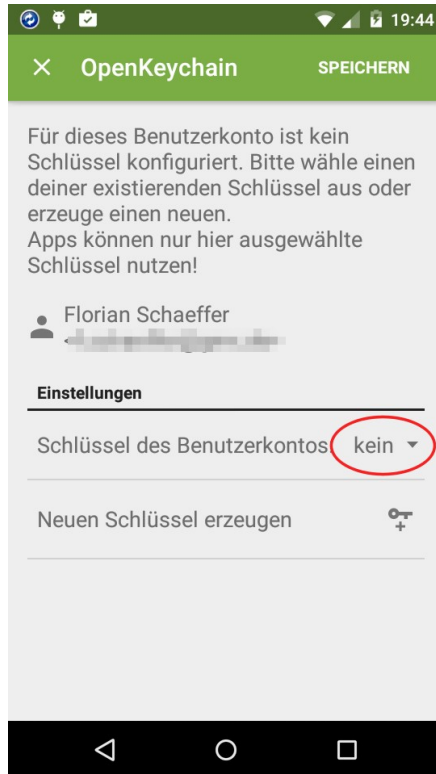 19:44
OpenKeychain SPEICHERN
Für dieses Benutzerkonto ist kein
Schlüssel konfiguriert. Bitte wähle einen
deiner existierenden Schlüssel aus oder
erzeuge einen neuen.
Apps können nur hier ausgewählte
Schlüssel nutzen!
Florian Schaeffer
Einstellungen
Schlüssel des Benutzerkontos: kein
Neuen Schlüssel erzeugen